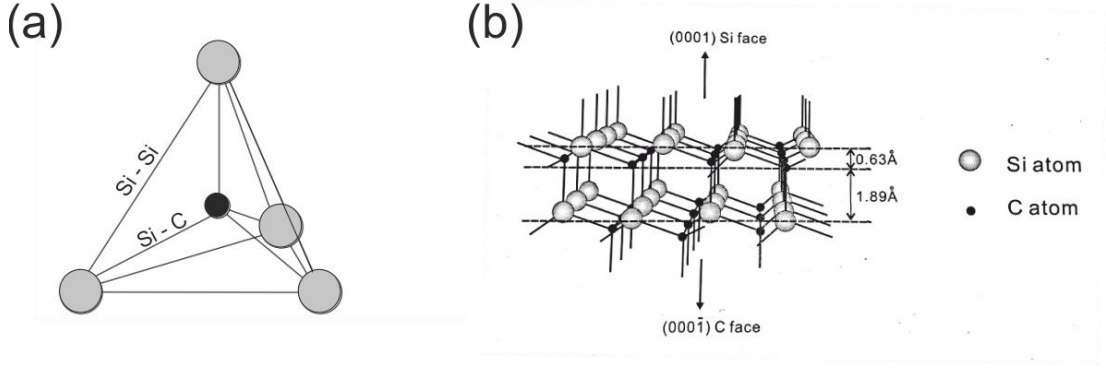 (a)
Si - Si
Si - C
(b)
(0001) Si face
0.63Å
1.89Å
(0001̄) C face
Si atom
C atom